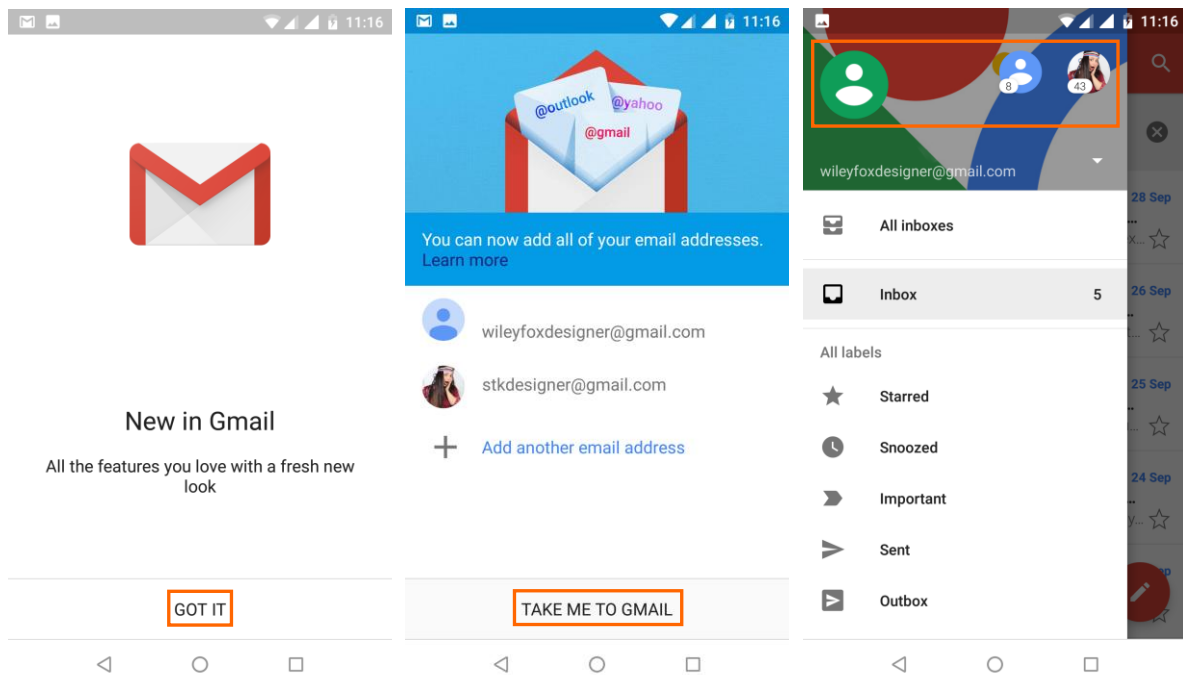 11:16
New in Gmail
All the features you love with a fresh new
look
GOT IT
11:16
@outlook
@yahoo
@gmail
You can now add all of your email addresses.
Learn more
wileyfoxdesigner@gmail.com
stkdesigner@gmail.com
Add another email address
TAKE ME TO GMAIL
11:16
8
43
wileyfoxdesigner@gmail.com
All inboxes
Inbox 5
All labels
Starred
Snoozed
Important
Sent
Outbox
28 Sep
26 Sep
25 Sep
24 Sep